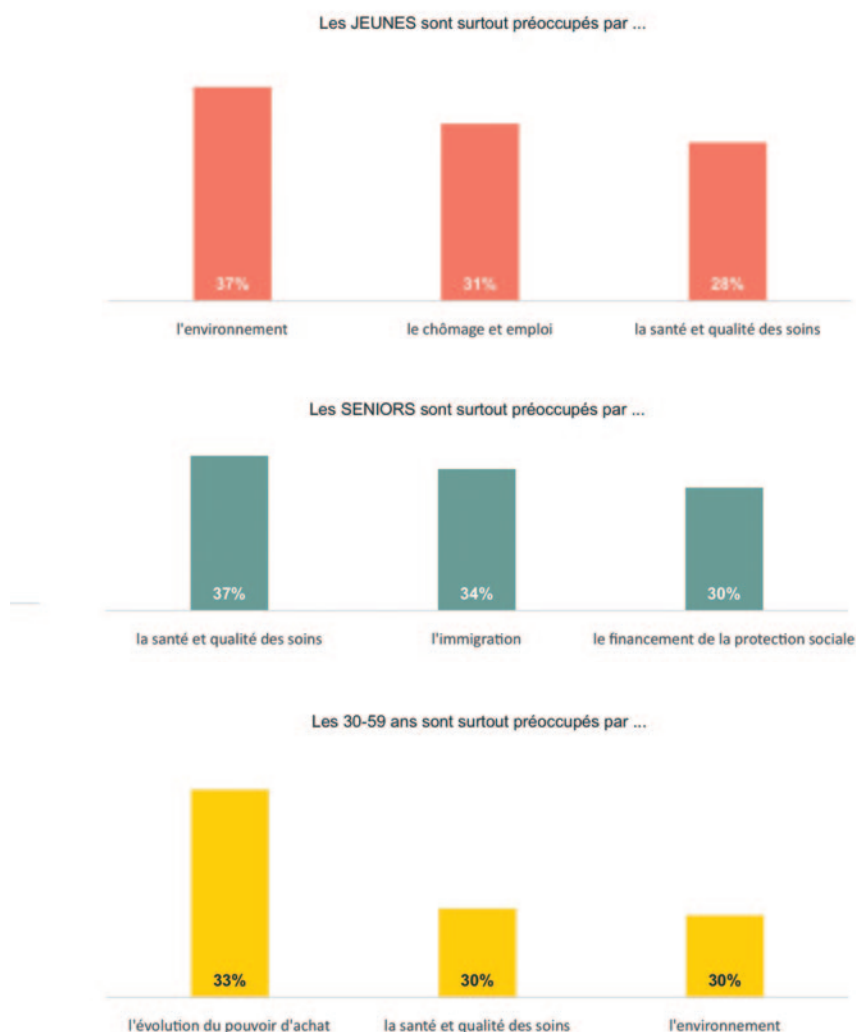 Les JEUNES sont surtout préoccupés par ...
37% 31% 28%
l'environnement le chômage et emploi la santé et qualité des soins
Les SENIORS sont surtout préoccupés par ...
37% 34% 30%
la santé et qualité des soins l'immigration le financement de la protection sociale
Les 30-59 ans sont surtout préoccupés par ...
33% 30% 30%
l'évolution du pouvoir d'achat la santé et qualité des soins l'environnement